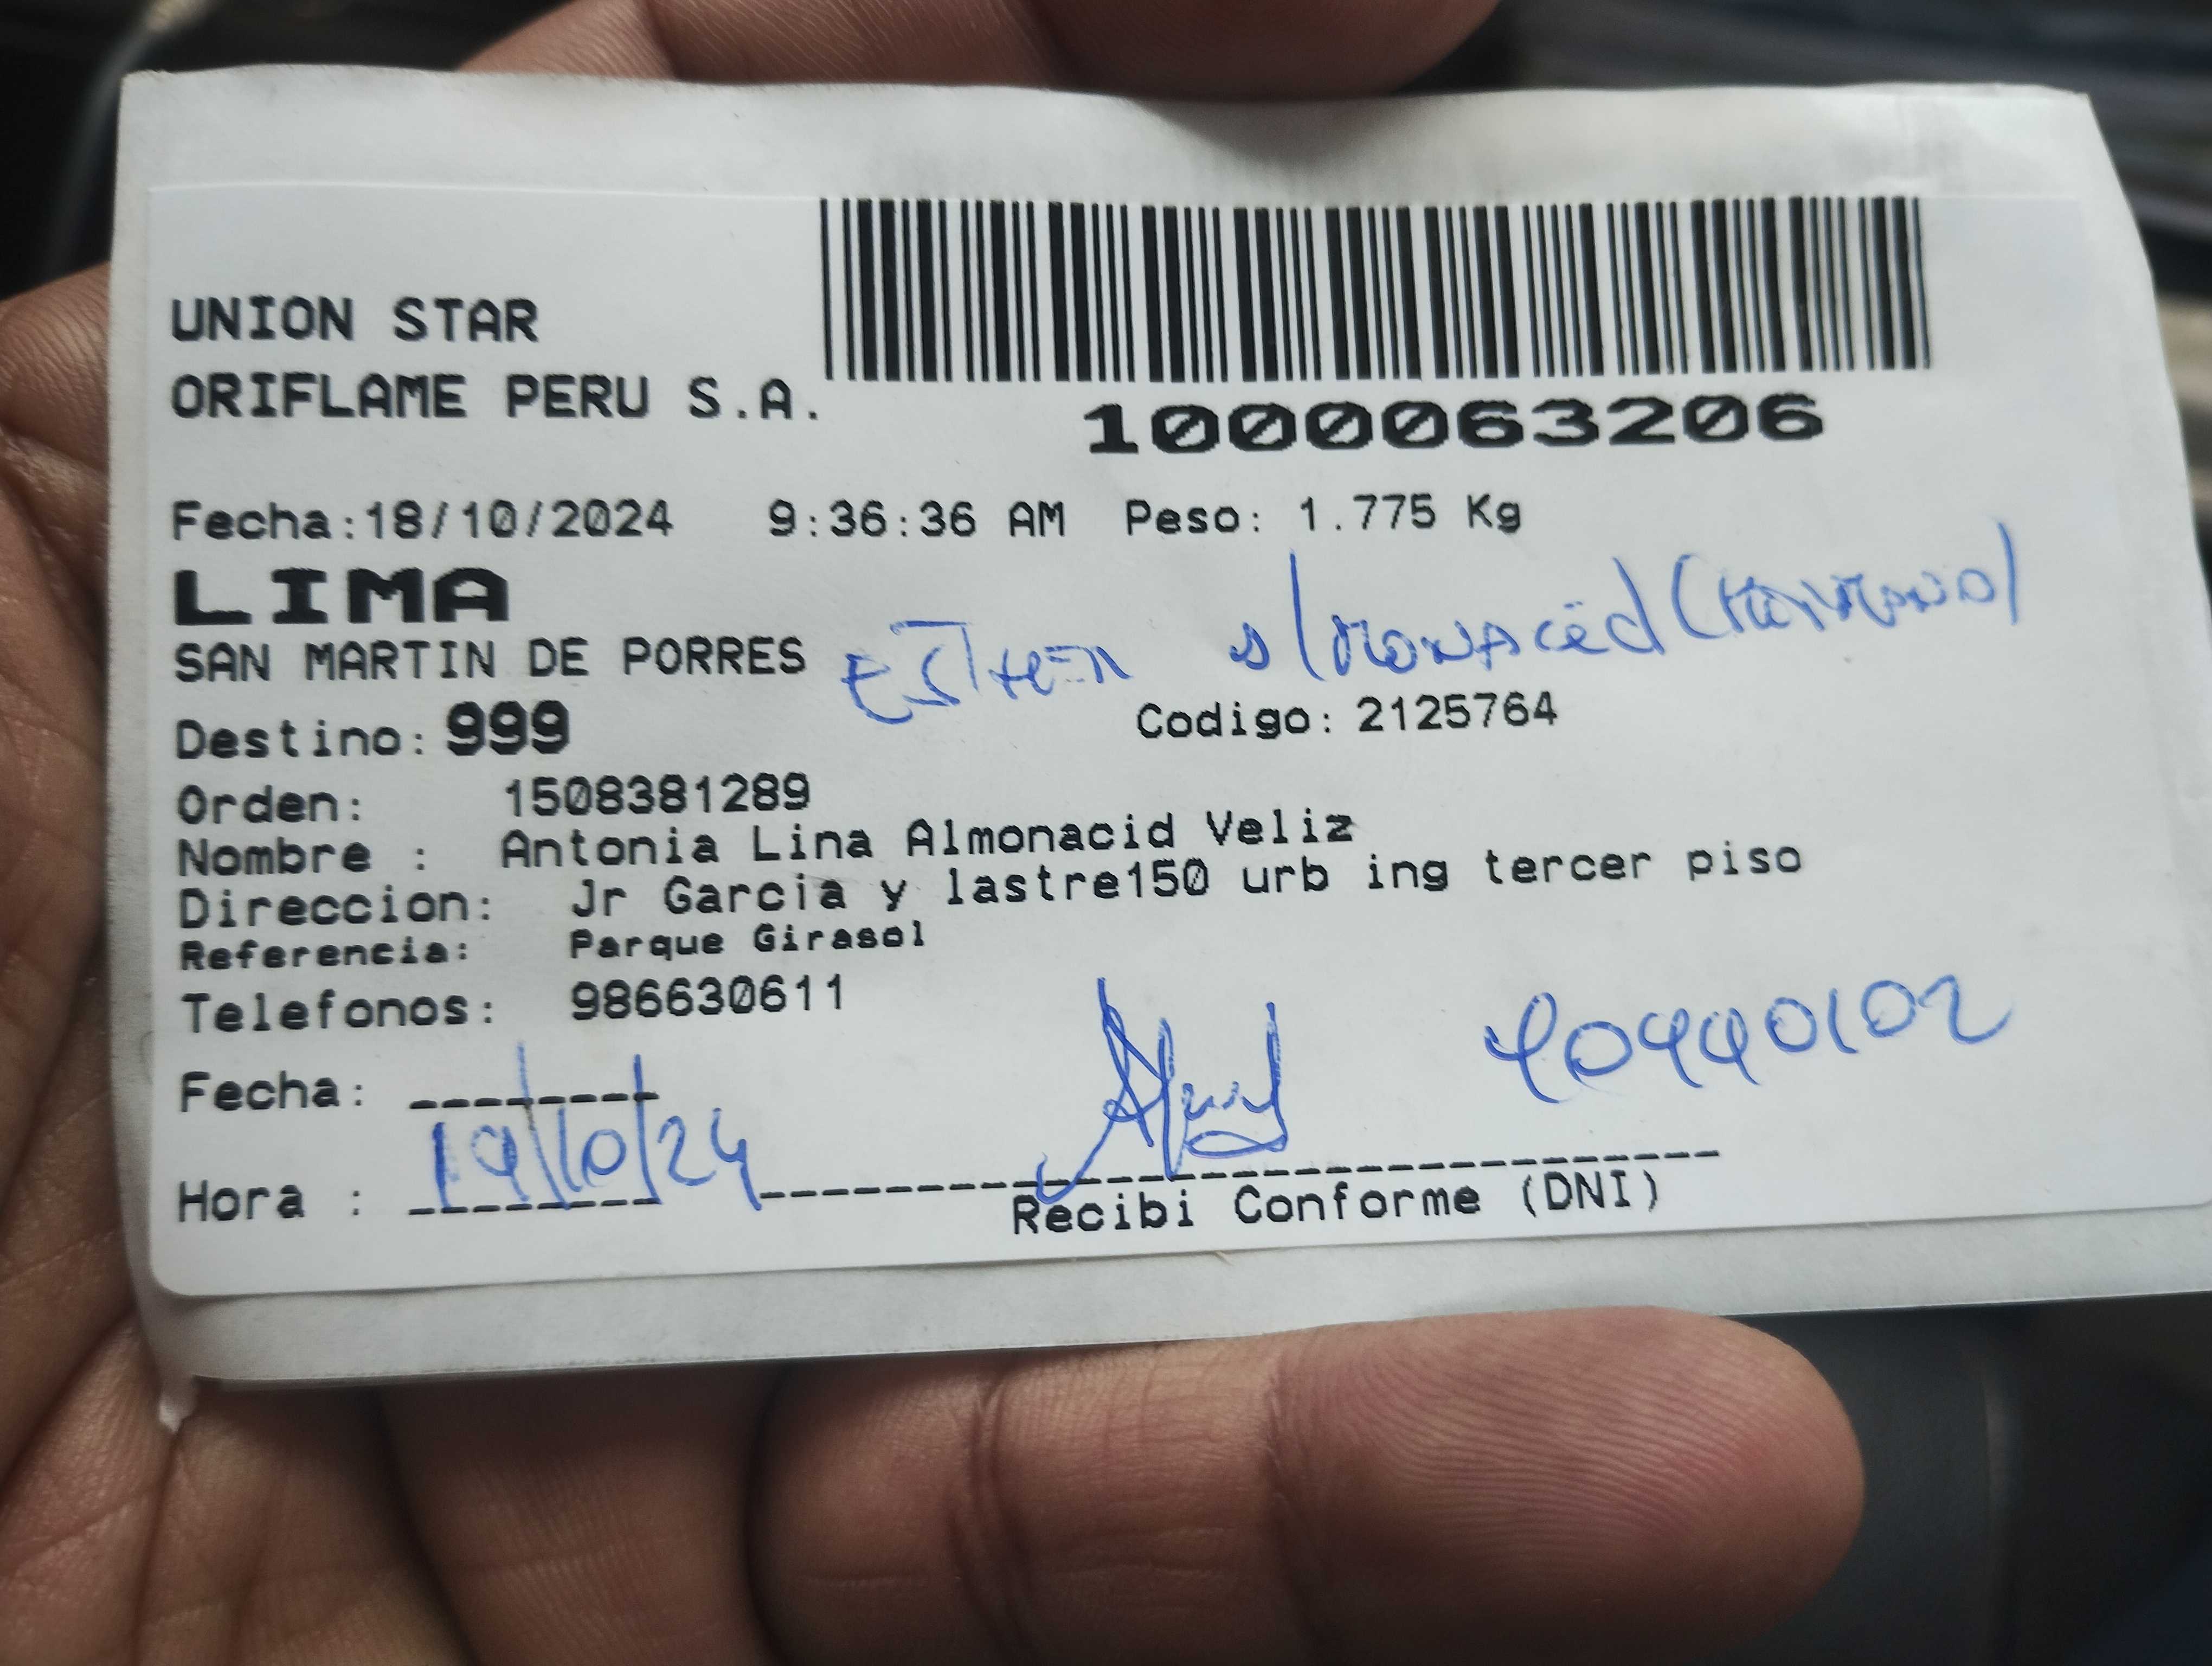 UNION STAR
ORIFLAME PERU S.A.
1000063206
Fecha:18/10/2024 9:36:36 AM Peso: 1.775 Kg
LIMA
SAN MARTIN DE PORRES
Destino: 999 Codigo: 2125764
Orden: 1508381289
Nombre : Antonia Lina Almonacid Veliz
Direccion: Jr Garcia y lastre150 urb ing tercer piso
Referencia: Parque Girasol
Telefonos: 986630611
40440102
Fecha: 19/10/24
Hora :
Recibi Conforme (DNI)